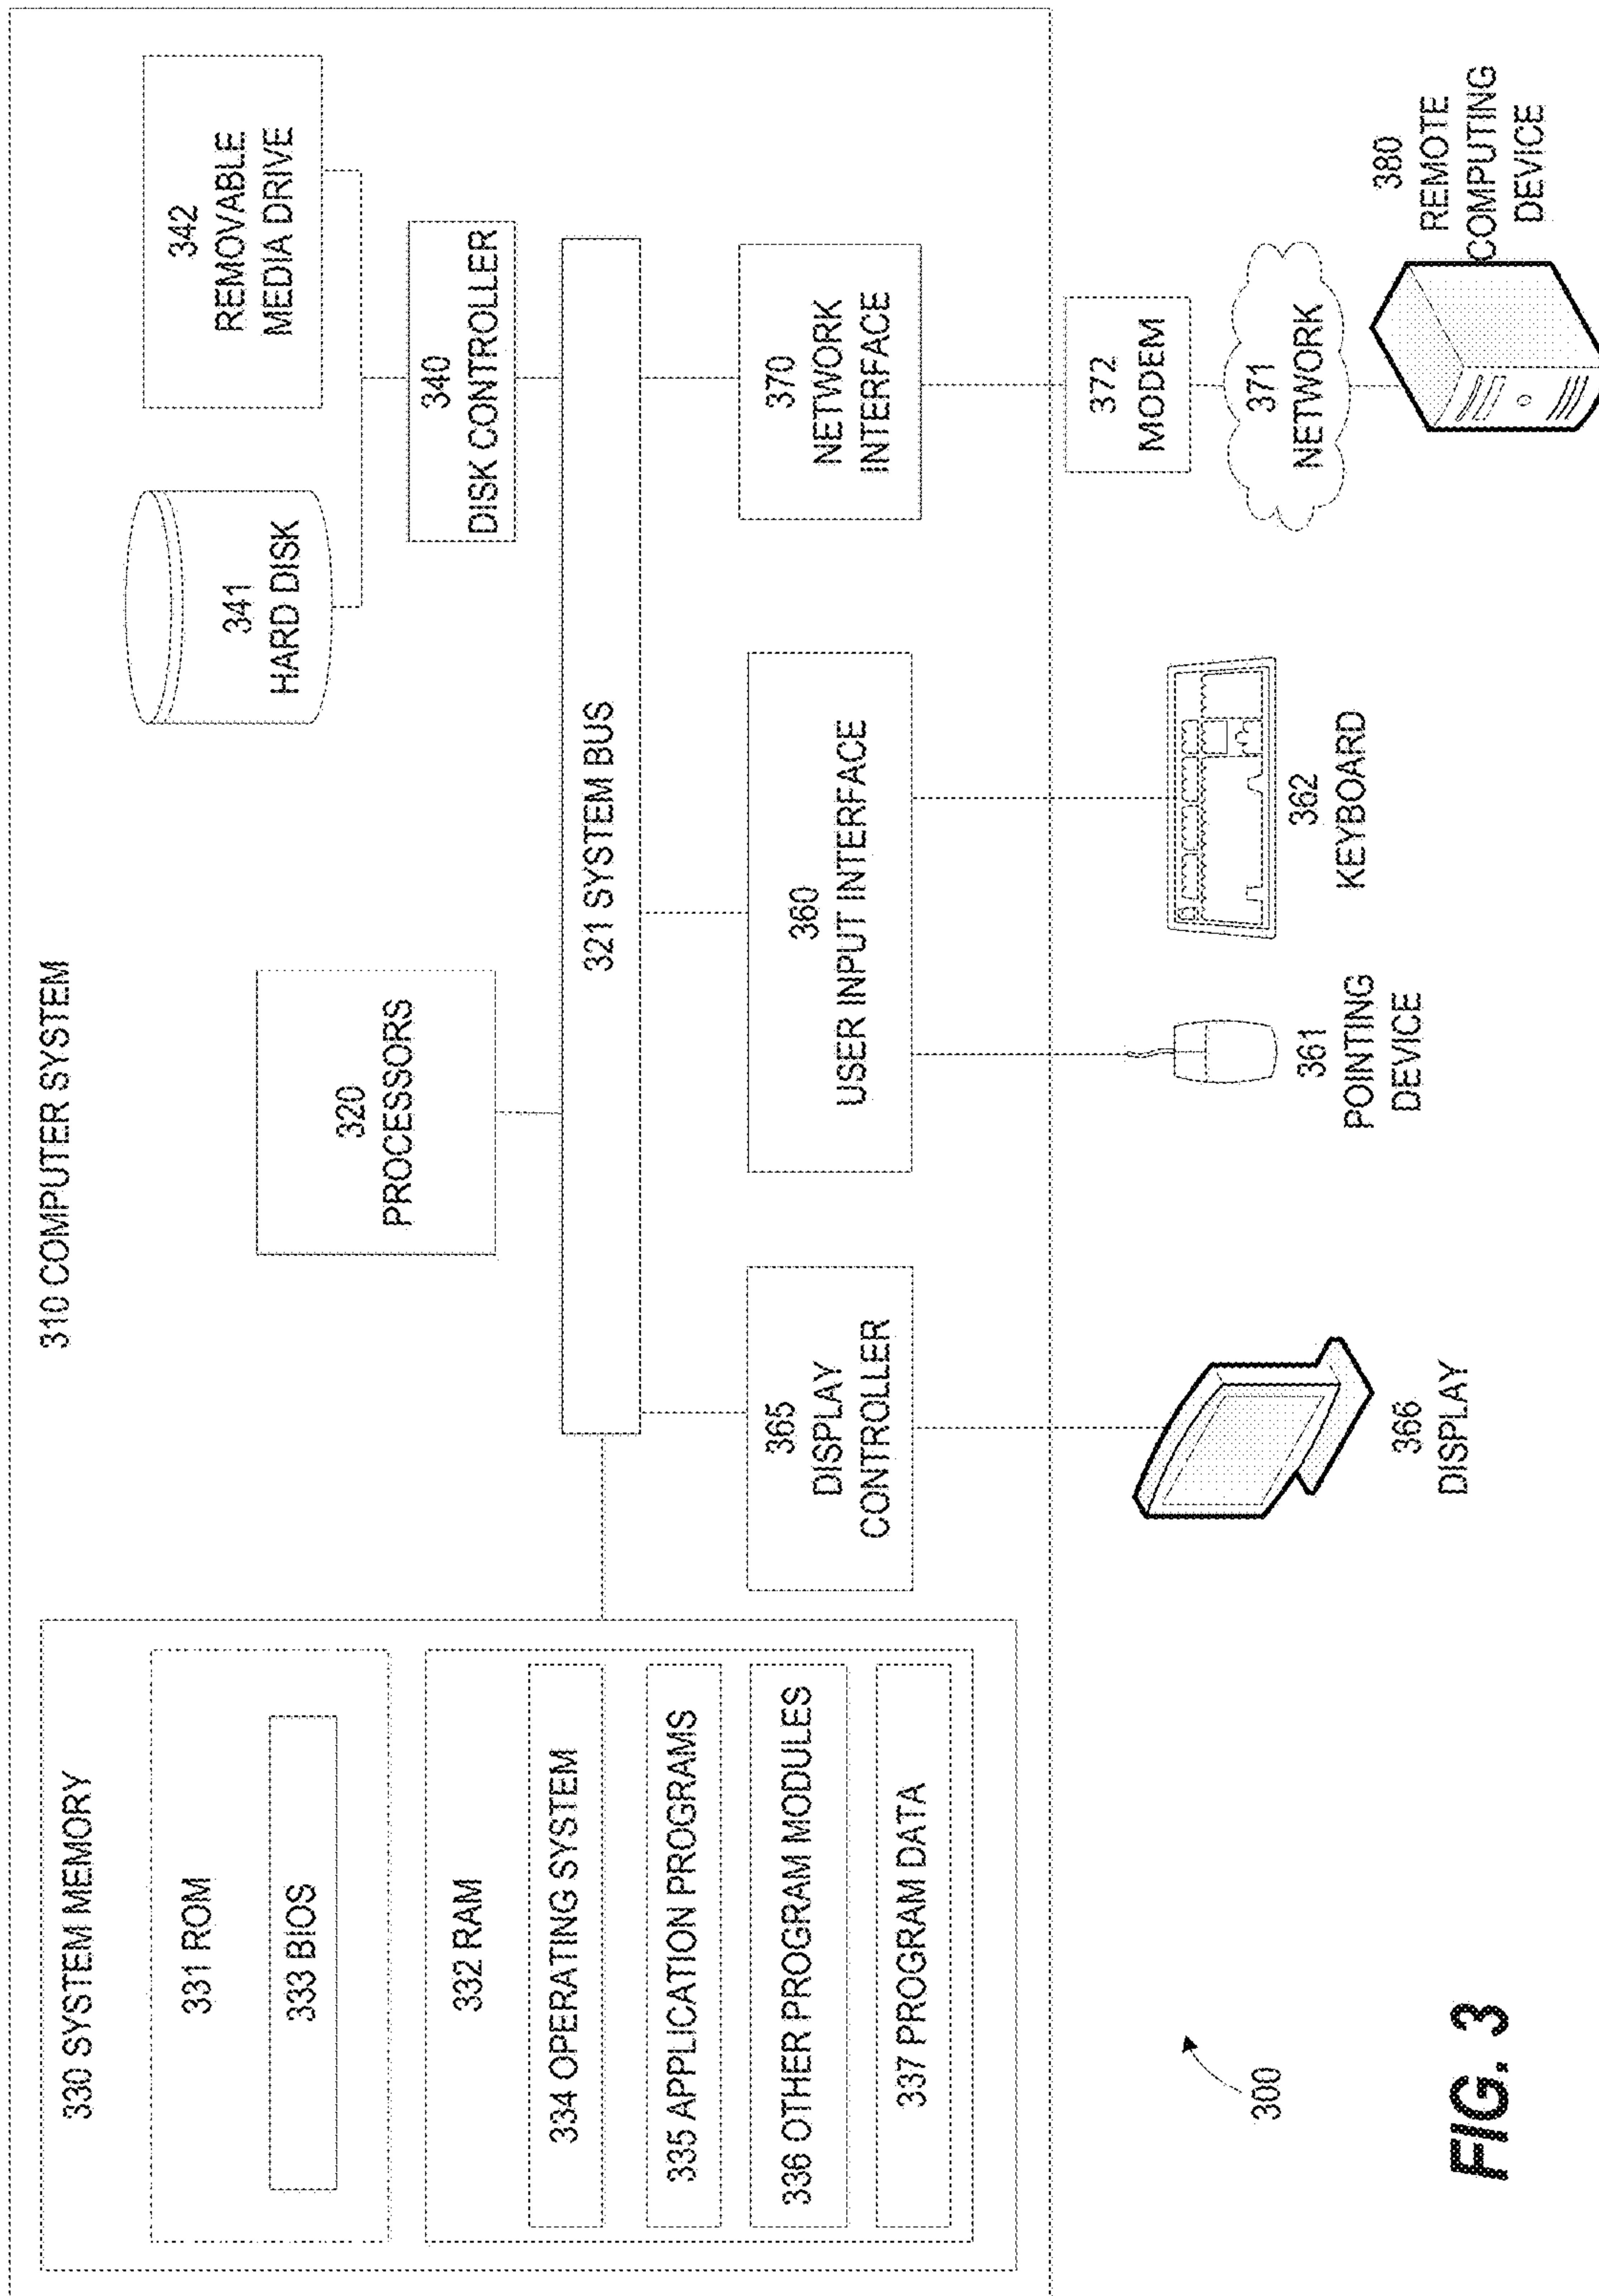 310 COMPUTER SYSTEM
330 SYSTEM MEMORY
331 ROM
333 BIOS
332 RAM
334 OPERATING SYSTEM
335 APPLICATION PROGRAMS
336 OTHER PROGRAM MODULES
337 PROGRAM DATA
320
PROCESSORS
341
HARD DISK
342
REMOVABLE
MEDIA DRIVE
340
DISK CONTROLLER
321 SYSTEM BUS
365
DISPLAY
CONTROLLER
360
USER INPUT INTERFACE
370
NETWORK
INTERFACE
366
DISPLAY
361
POINTING
DEVICE
362
KEYBOARD
372
MODEM
371
NETWORK
380
REMOTE
COMPUTING
DEVICE
300
FIG. 3